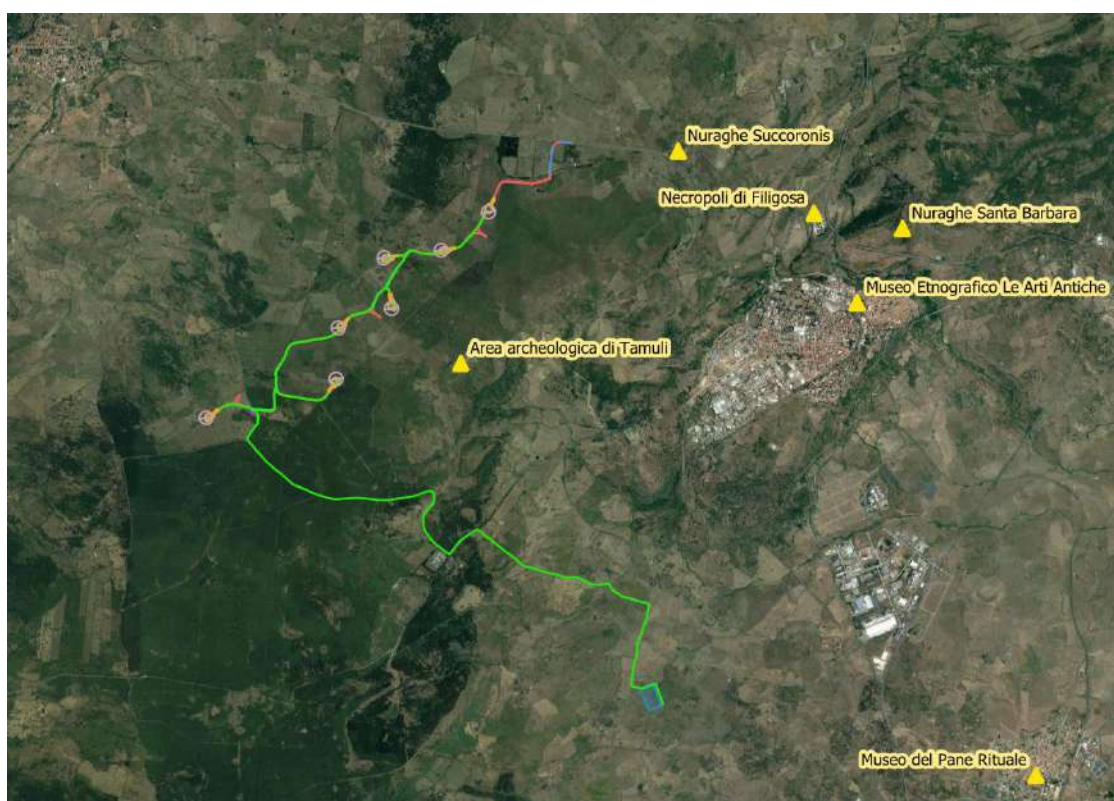 Nuraghe Succoronis
Necropoli di Filigosa
Nuraghe Santa Barbara
Museo Etnografico Le Arti Antiche
Area archeologica di Tamuli
Museo del Pane Rituale